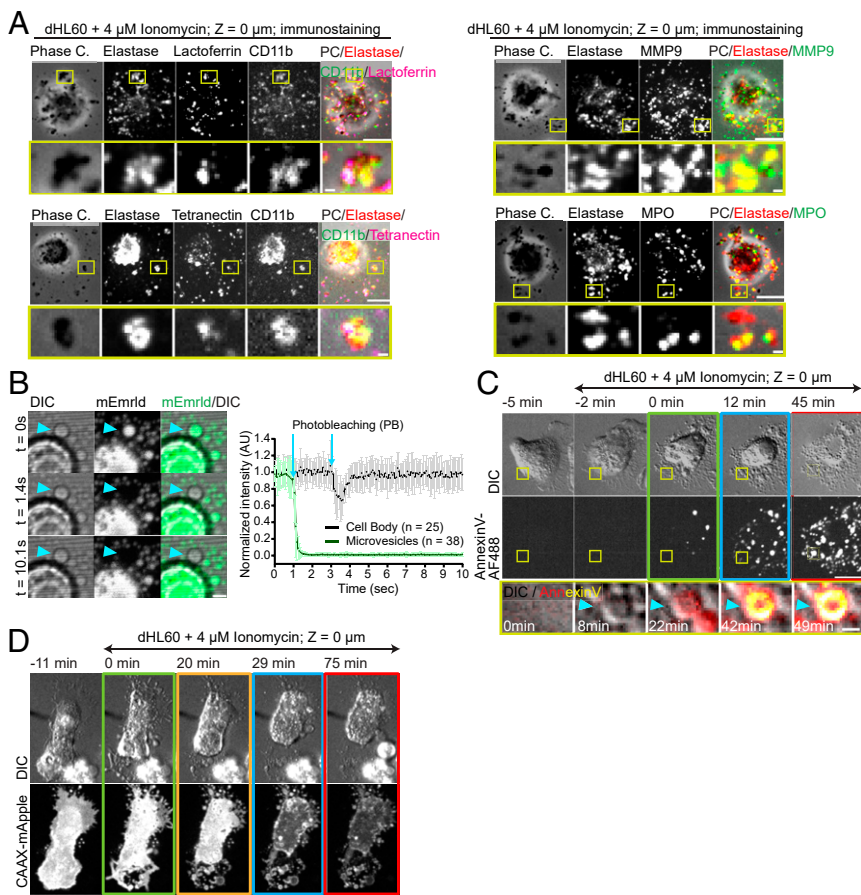 A
dHL60 + 4 µM Ionomycin; Z = 0 µm; immunostaining
Phase C. Elastase Lactoferrin CD11b PC/Elastase/
CD11b/Lactoferrin
Phase C. Elastase Tetranectin CD11b PC/Elastase/
CD11b/Tetranectin
dHL60 + 4 µM Ionomycin; Z = 0 µm; immunostaining
Phase C. Elastase MMP9 PC/Elastase/MMP9
Phase C. Elastase MPO PC/Elastase/MPO
B
DIC mEmrld mEmrld/DIC
t = 0s
t = 1.4s
t = 10.1s
Photobleaching (PB)
Normalized intensity (AU)
1.4
1.2
1.0
0.8
0.6
0.4
0.2
0.0
Cell Body (n = 25)
Microvesicles (n = 38)
0 1 2 3 4 5 6 7 8 9 10
Time (sec)
C
dHL60 + 4 µM Ionomycin; Z = 0 µm
-5 min -2 min 0 min 12 min 45 min
DIC
AnnexinV-
AF488
DIC / AnnexinV
0min 8min 22min 42min 49min
D
dHL60 + 4 µM Ionomycin; Z = 0 µm
-11 min 0 min 20 min 29 min 75 min
DIC
CAAX-mApple